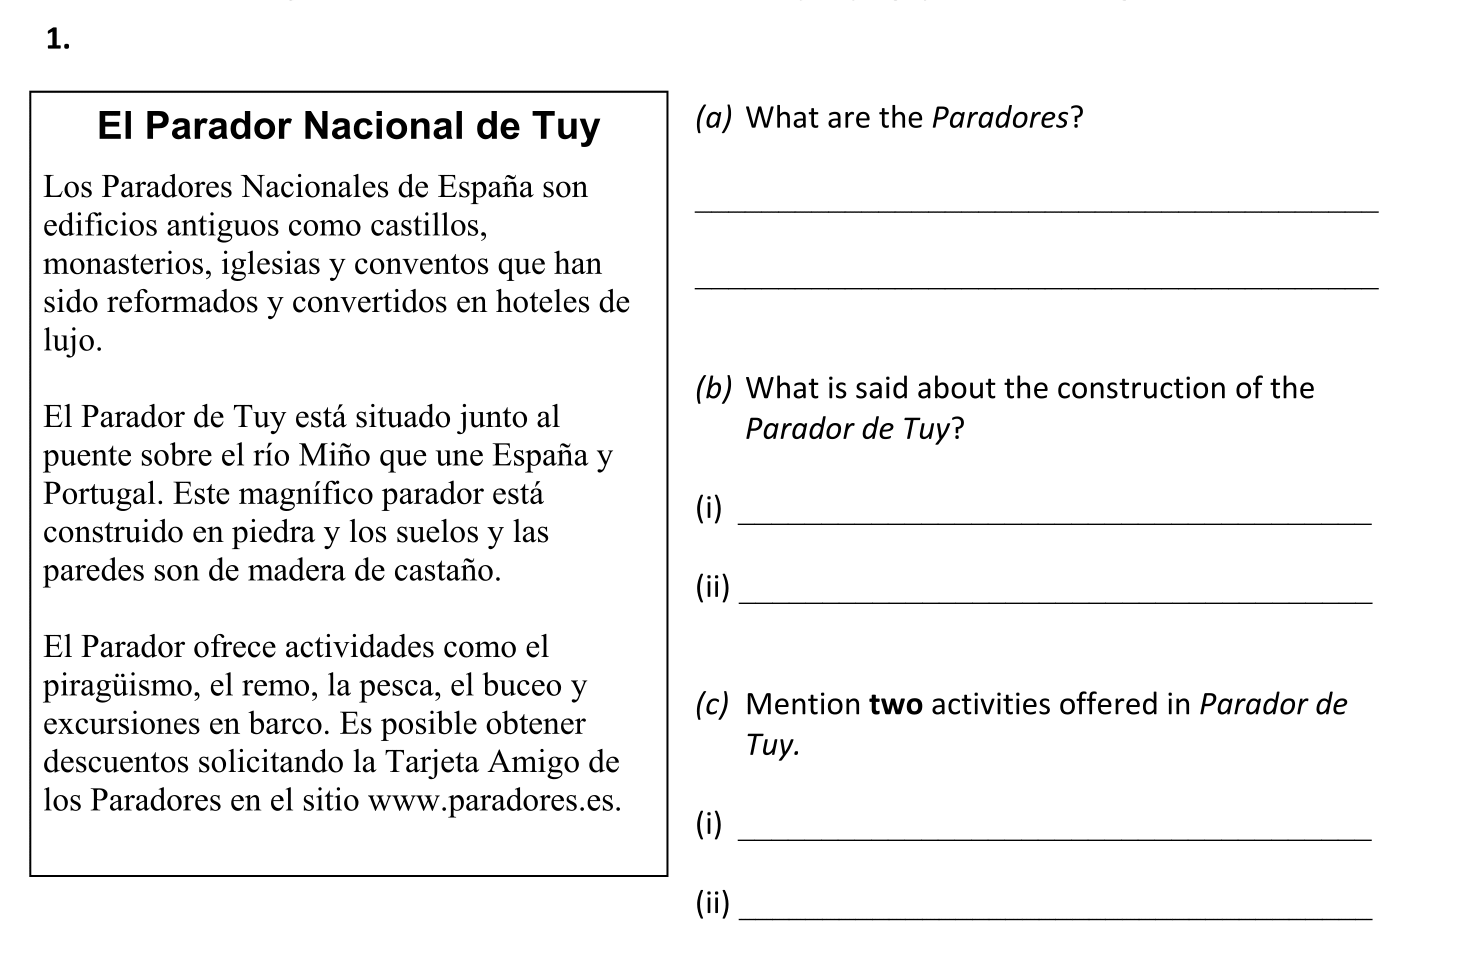 1.
El Parador Nacional de Tuy
Los Paradores Nacionales de España son
edificios antiguos como castillos,
monasterios, iglesias y conventos que han
sido reformados y convertidos en hoteles de
lujo.
El Parador de Tuy está situado junto al
puente sobre el río Miño que une España y
Portugal. Este magnífico parador está
construido en piedra y los suelos y las
paredes son de madera de castaño.
El Parador ofrece actividades como el
piragüismo, el remo, la pesca, el buceo y
excursiones en barco. Es posible obtener
descuentos solicitando la Tarjeta Amigo de
los Paradores en el sitio www.paradores.es.
(a) What are the Paradores?
(b) What is said about the construction of the
Parador de Tuy?
(i)
(ii)
(c) Mention two activities offered in Parador de
Tuy.
(i)
(ii)